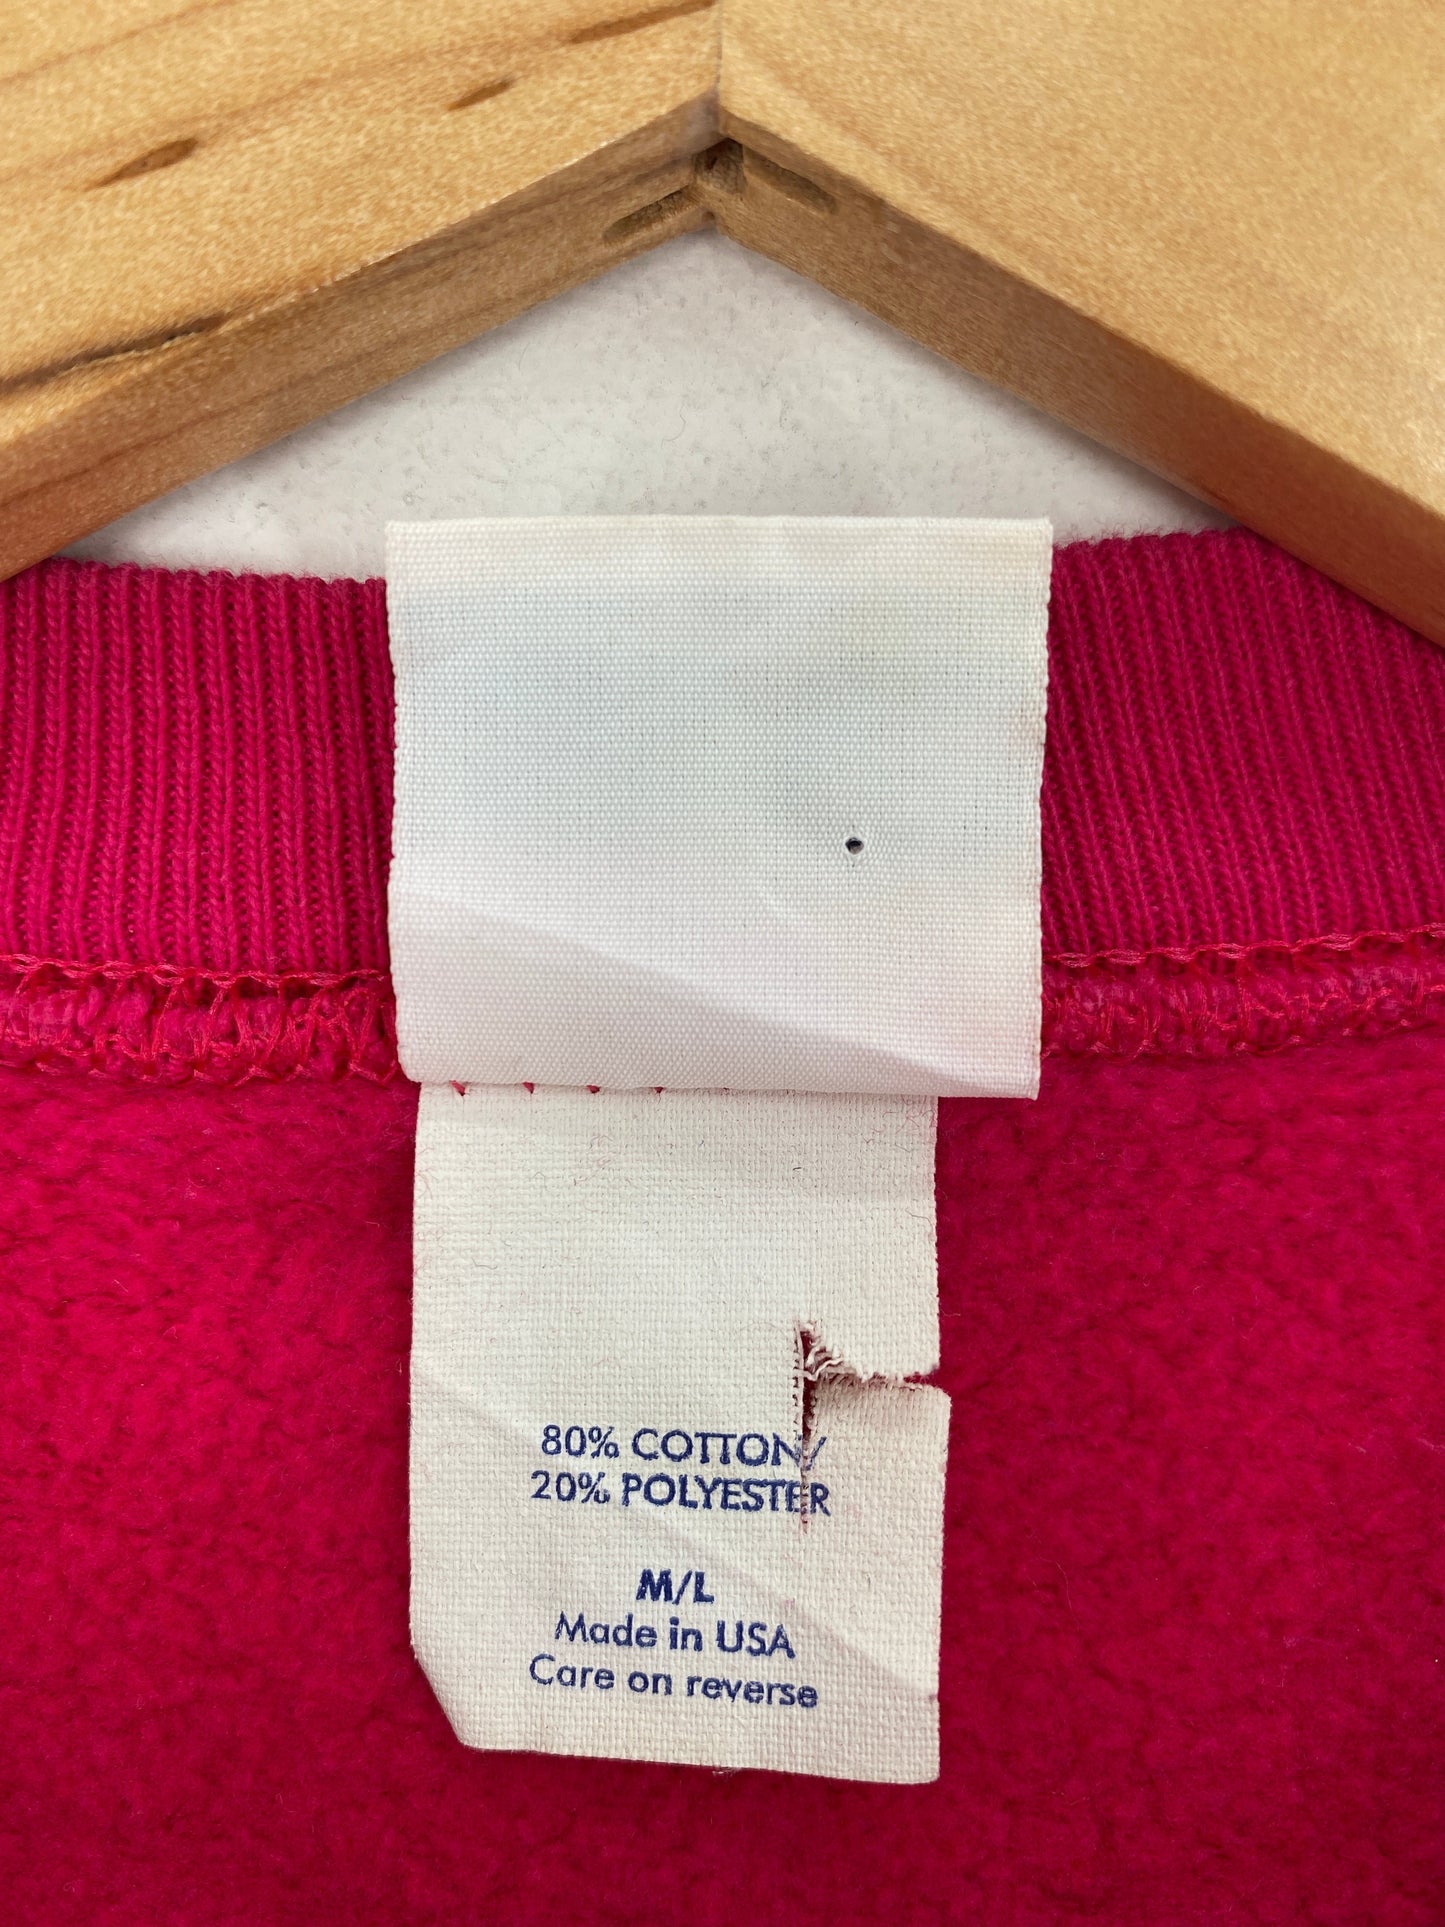 80% COTTON/
20% POLYESTER
M/L
Made in USA
Care on reverse